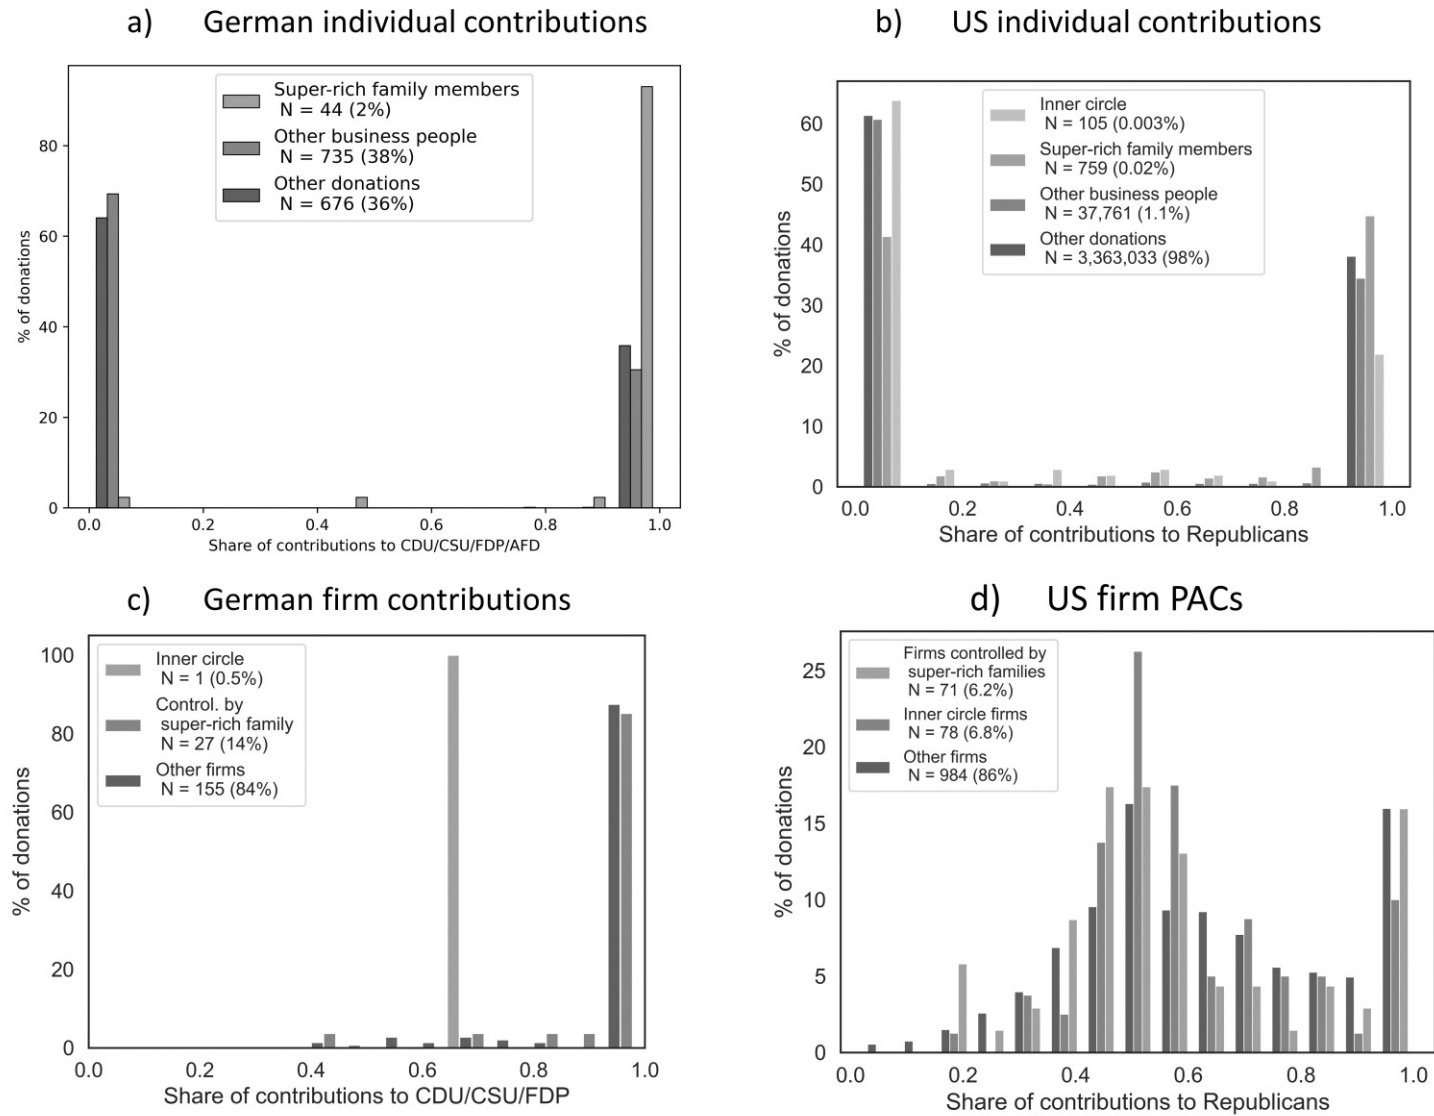 a) German individual contributions
Super-rich family members
N = 44 (2%)
Other business people
N = 735 (38%)
Other donations
N = 676 (36%)
% of donations
80
60
40
20
0
0.0 0.2 0.4 0.6 0.8 1.0
Share of contributions to CDU/CSU/FDP/AFD
b) US individual contributions
Inner circle
N = 105 (0.003%)
Super-rich family members
N = 759 (0.02%)
Other business people
N = 37,761 (1.1%)
Other donations
N = 3,363,033 (98%)
% of donations
60
50
40
30
20
10
0
0.0 0.2 0.4 0.6 0.8 1.0
Share of contributions to Republicans
c) German firm contributions
Inner circle
N = 1 (0.5%)
Control. by
super-rich family
N = 27 (14%)
Other firms
N = 155 (84%)
% of donations
100
80
60
40
20
0
0.0 0.2 0.4 0.6 0.8 1.0
Share of contributions to CDU/CSU/FDP
d) US firm PACs
Firms controlled by
super-rich families
N = 71 (6.2%)
Inner circle firms
N = 78 (6.8%)
Other firms
N = 984 (86%)
% of donations
25
20
15
10
5
0
0.0 0.2 0.4 0.6 0.8 1.0
Share of contributions to Republicans